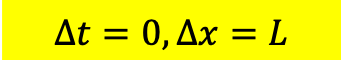 Δt = 0, Δx = L